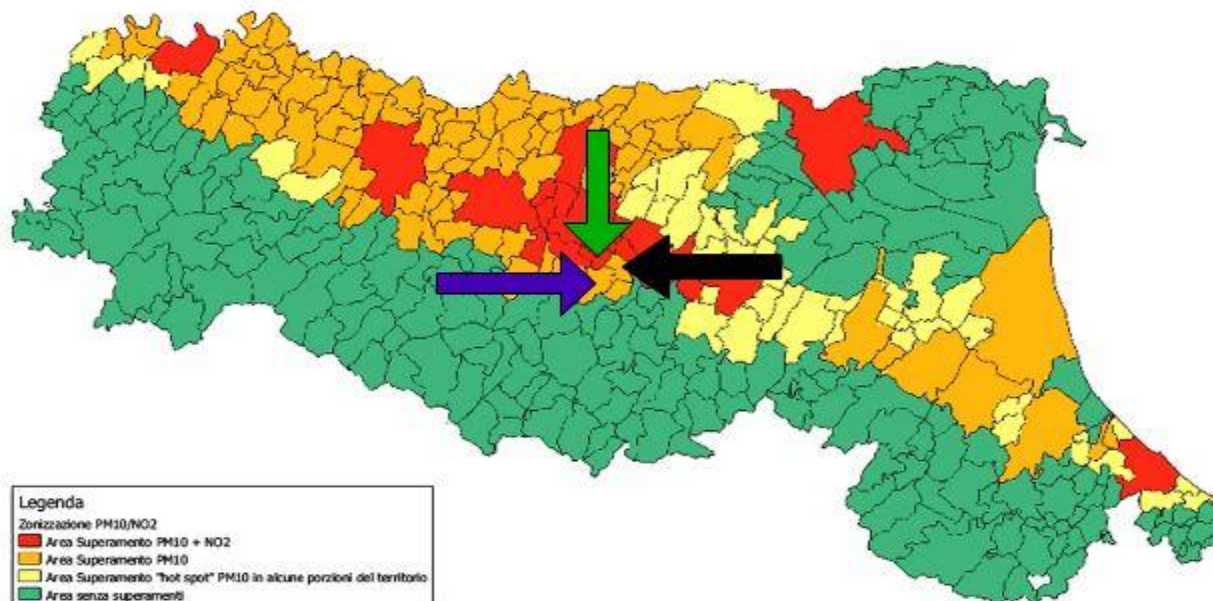 Legenda
Zonizzazione PM10/NO2
Area Superamento PM10 + NO2
Area Superamento PM10
Area Superamento "hot spot" PM10 in alcune porzioni del territorio
Area senza superamenti